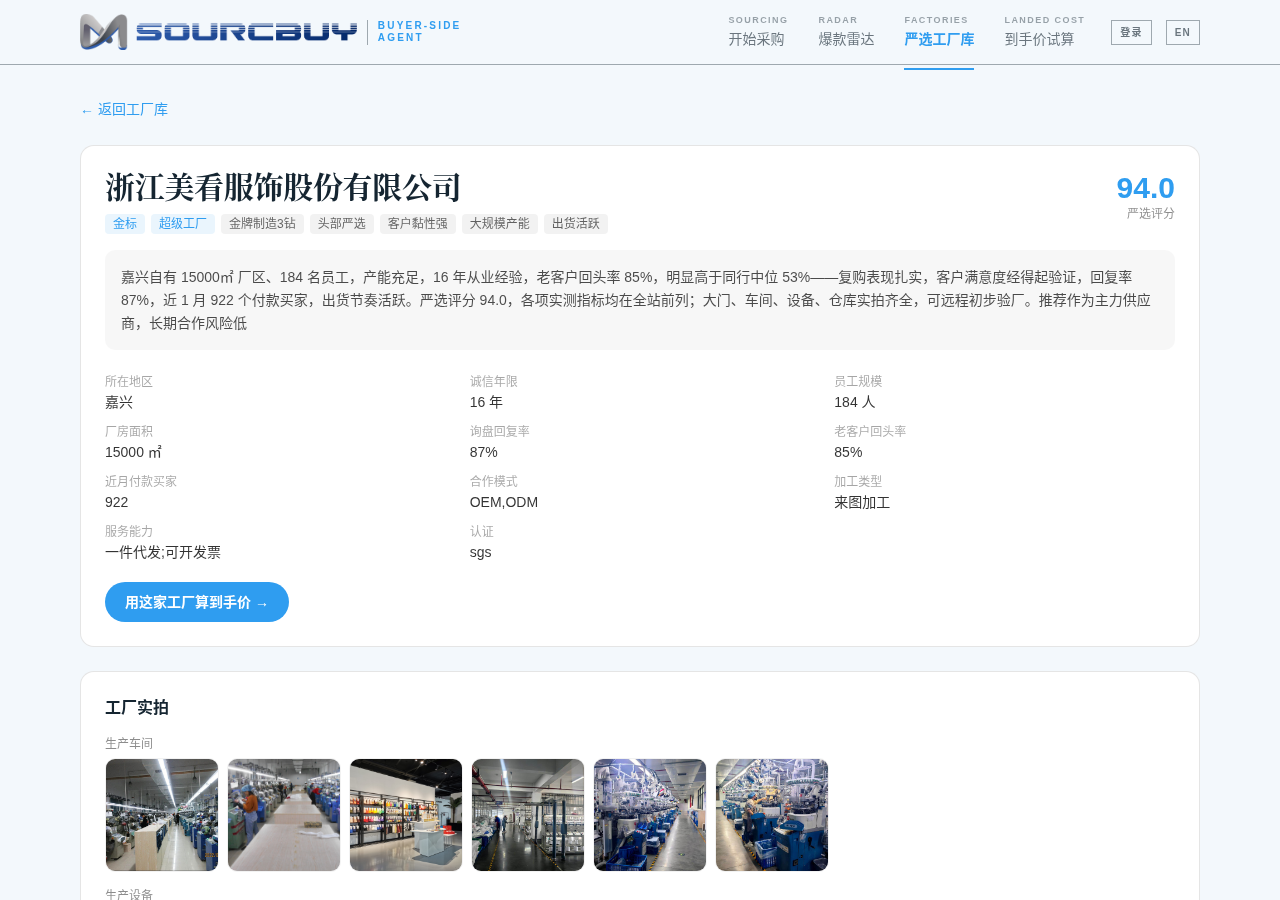 SOURCBUY
BUYER-SIDE
AGENT
SOURCING
开始采购
RADAR
爆款雷达
FACTORIES
严选工厂库
LANDED COST
到手价试算
登录
EN
← 返回工厂库
浙江美看服饰股份有限公司
94.0
严选评分
金标 超级工厂 金牌制造3钻 头部严选 客户黏性强 大规模产能 出货活跃
嘉兴自有 15000㎡ 厂区、184 名员工，产能充足，16 年从业经验，老客户回头率 85%，明显高于同行中位 53%——复购表现扎实，客户满意度经得起验证，回复率
87%，近 1 月 922 个付款买家，出货节奏活跃。严选评分 94.0，各项实测指标均在全站前列；大门、车间、设备、仓库实拍齐全，可远程初步验厂。推荐作为主力供应
商，长期合作风险低
所在地区
嘉兴
诚信年限
16 年
员工规模
184 人
厂房面积
15000 ㎡
询盘回复率
87%
老客户回头率
85%
近月付款买家
922
合作模式
OEM,ODM
加工类型
来图加工
服务能力
一件代发;可开发票
认证
sgs
用这家工厂算到手价 →
工厂实拍
生产车间
生产设备